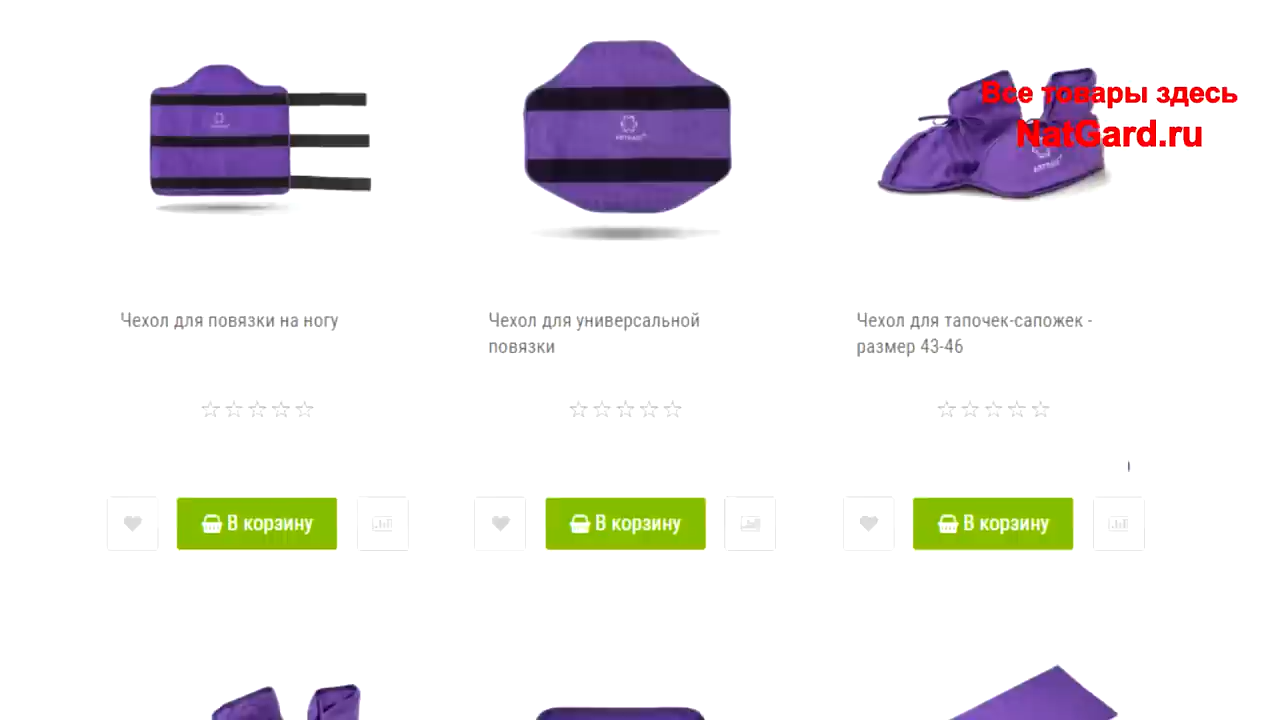 Все товары здесь
NatGard.ru
Чехол для повязки на ногу
Чехол для универсальной
повязки
Чехол для тапочек-сапожек -
размер 43-46
В корзину
В корзину
В корзину